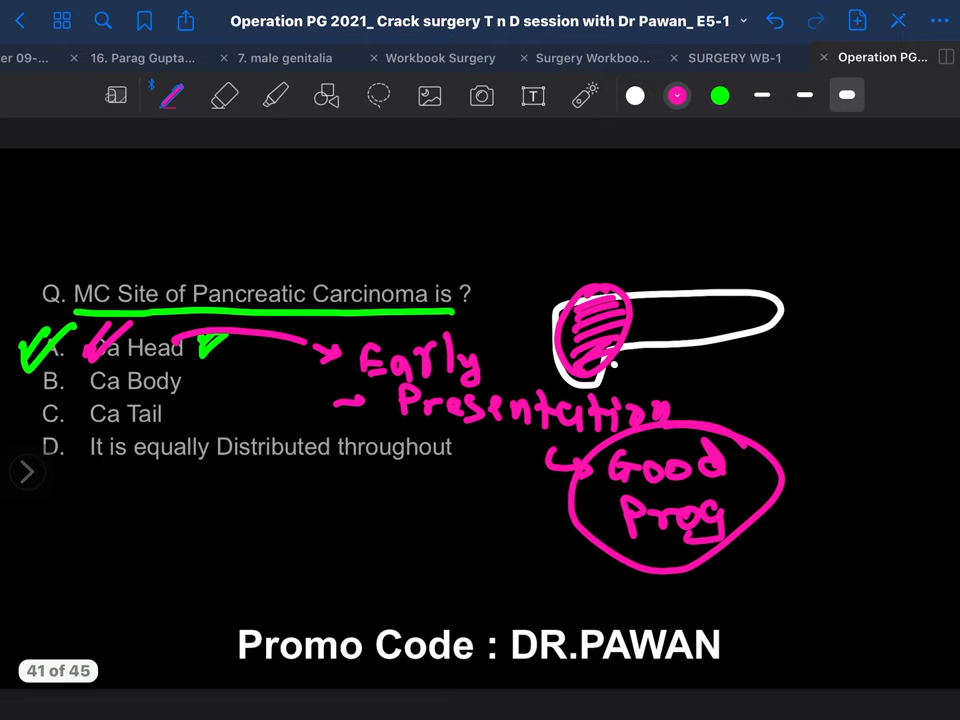 Operation PG 2021_ Crack surgery T n D session with Dr Pawan_ E5-1
er 09-...
16. Parag Gupta...
7. male genitalia
Workbook Surgery
Surgery Workboo...
SURGERY WB-1
Operation PG...
T
Q. MC Site of Pancreatic Carcinoma is ?
A. Ca Head
B. Ca Body
C. Ca Tail
D. It is equally Distributed throughout
Early
Presentation
Good
Prog
Promo Code : DR.PAWAN
41 of 45